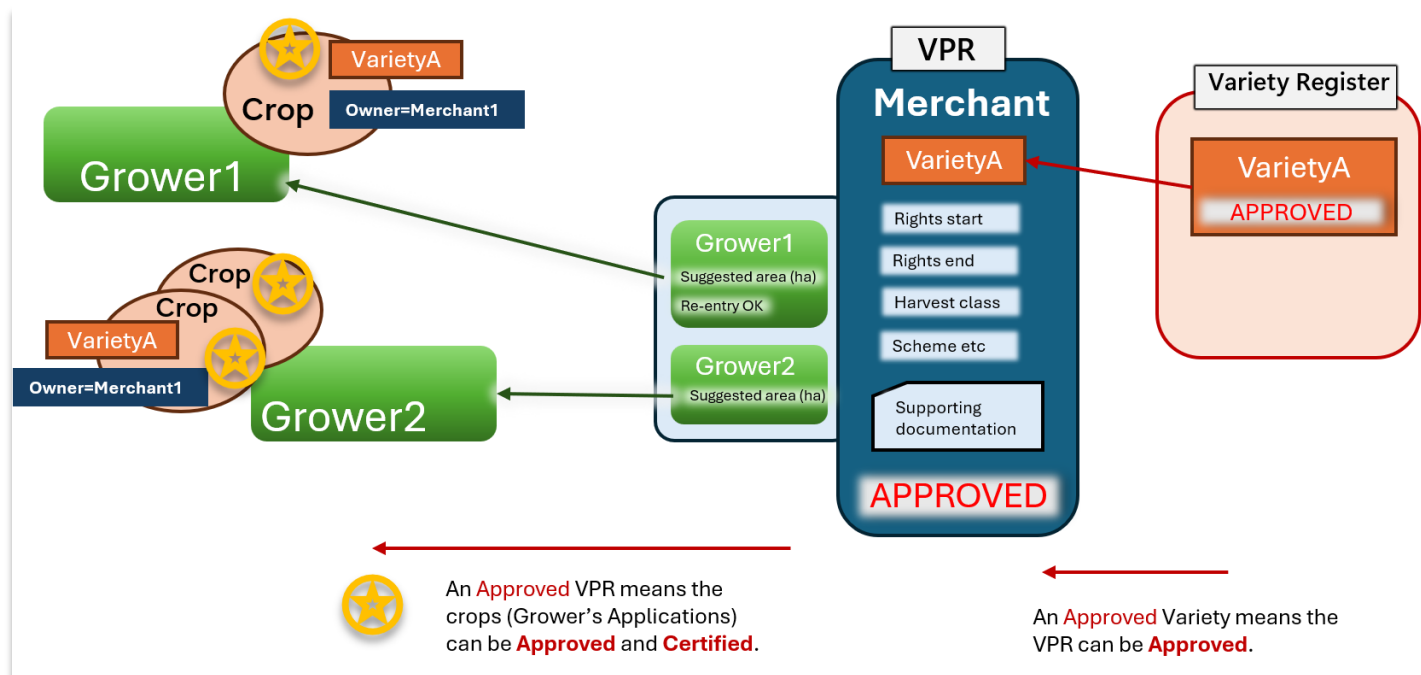 VarietyA
Crop
Owner=Merchant1
Grower1
Crop
Crop
VarietyA
Owner=Merchant1
Grower2
Grower1
Suggested area (ha)
Re-entry OK
Grower2
Suggested area (ha)
VPR
Merchant
VarietyA
Rights start
Rights end
Harvest class
Scheme etc
Supporting
documentation
APPROVED
Variety Register
VarietyA
APPROVED
An Approved VPR means the
crops (Grower’s Applications)
can be Approved and Certified.
An Approved Variety means the
VPR can be Approved.